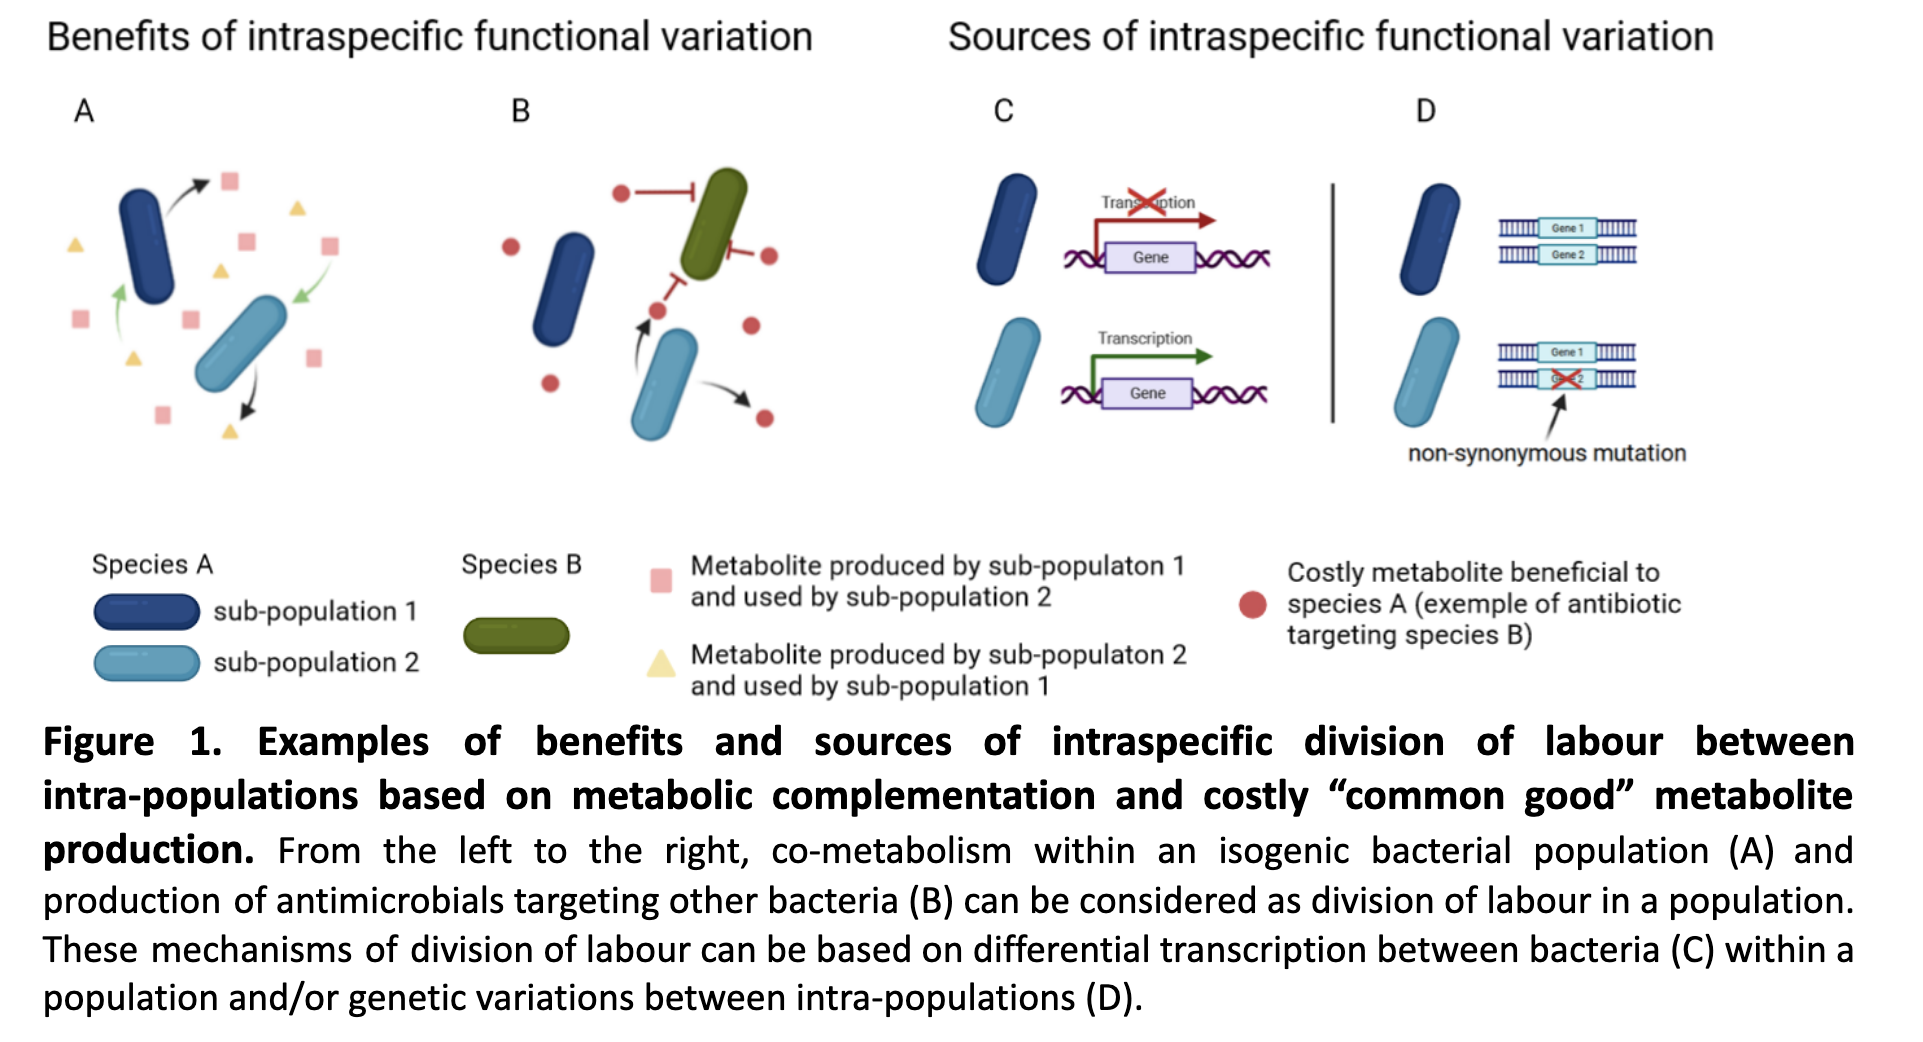 Benefits of intraspecific functional variation
Sources of intraspecific functional variation
A
B
C
D
Transcription
Gene
Transcription
Gene
Gene 1
Gene 2
Gene 1
non-synonymous mutation
Species A
sub-population 1
sub-population 2
Species B
Metabolite produced by sub-populaton 1
and used by sub-population 2
Metabolite produced by sub-populaton 2
and used by sub-population 1
Costly metabolite beneficial to
species A (exemple of antibiotic
targeting species B)
Figure 1. Examples of benefits and sources of intraspecific division of labour between
intra-populations based on metabolic complementation and costly “common good” metabolite
production. From the left to the right, co-metabolism within an isogenic bacterial population (A) and
production of antimicrobials targeting other bacteria (B) can be considered as division of labour in a population.
These mechanisms of division of labour can be based on differential transcription between bacteria (C) within a
population and/or genetic variations between intra-populations (D).